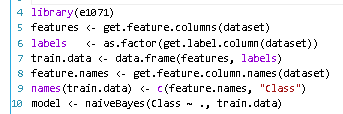 4 library(e1071)
5 features <- get.feature.columns(dataset)
6 labels   <- as.factor(get.label.column(dataset))
7 train.data <- data.frame(features, labels)
8 feature.names <- get.feature.column.names(dataset)
9 names(train.data) <- c(feature.names, "Class")
10 model <- naiveBayes(Class ~ ., train.data)